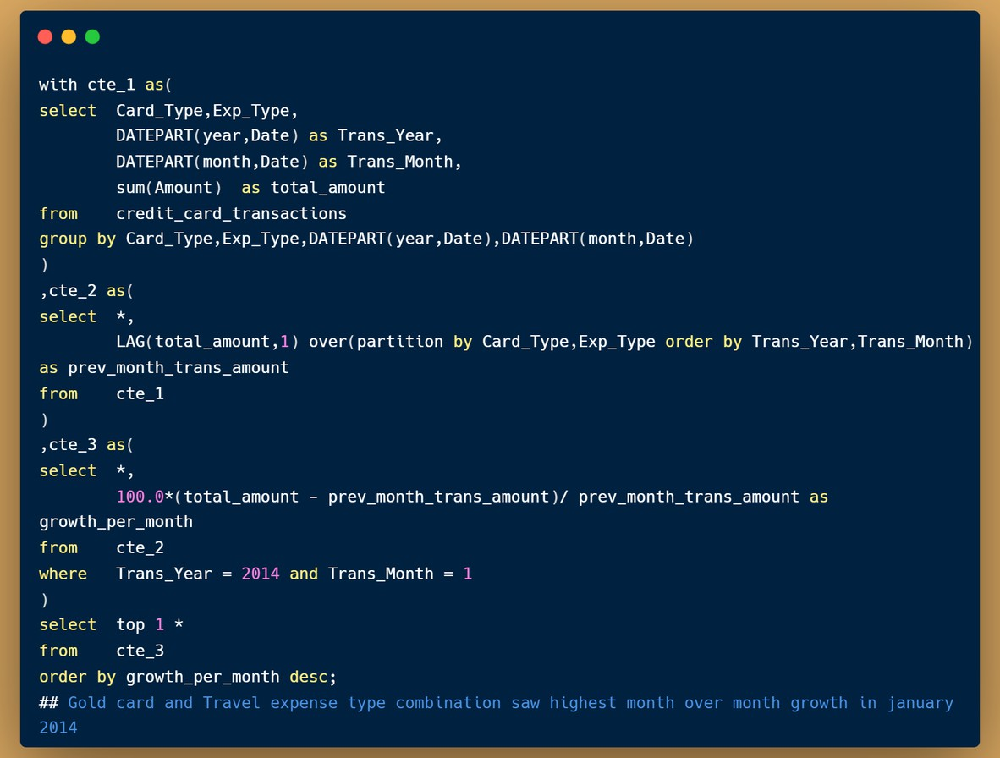 with cte_1 as(
select  Card_Type,Exp_Type,
        DATEPART(year,Date) as Trans_Year,
        DATEPART(month,Date) as Trans_Month,
        sum(Amount)  as total_amount
from    credit_card_transactions
group by Card_Type,Exp_Type,DATEPART(year,Date),DATEPART(month,Date)
)
,cte_2 as(
select  *,
        LAG(total_amount,1) over(partition by Card_Type,Exp_Type order by Trans_Year,Trans_Month)
as prev_month_trans_amount
from    cte_1
)
,cte_3 as(
select  *,
        100.0*(total_amount - prev_month_trans_amount)/ prev_month_trans_amount as
growth_per_month
from    cte_2
where   Trans_Year = 2014 and Trans_Month = 1
)
select  top 1 *
from    cte_3
order by growth_per_month desc;
## Gold card and Travel expense type combination saw highest month over month growth in january
2014